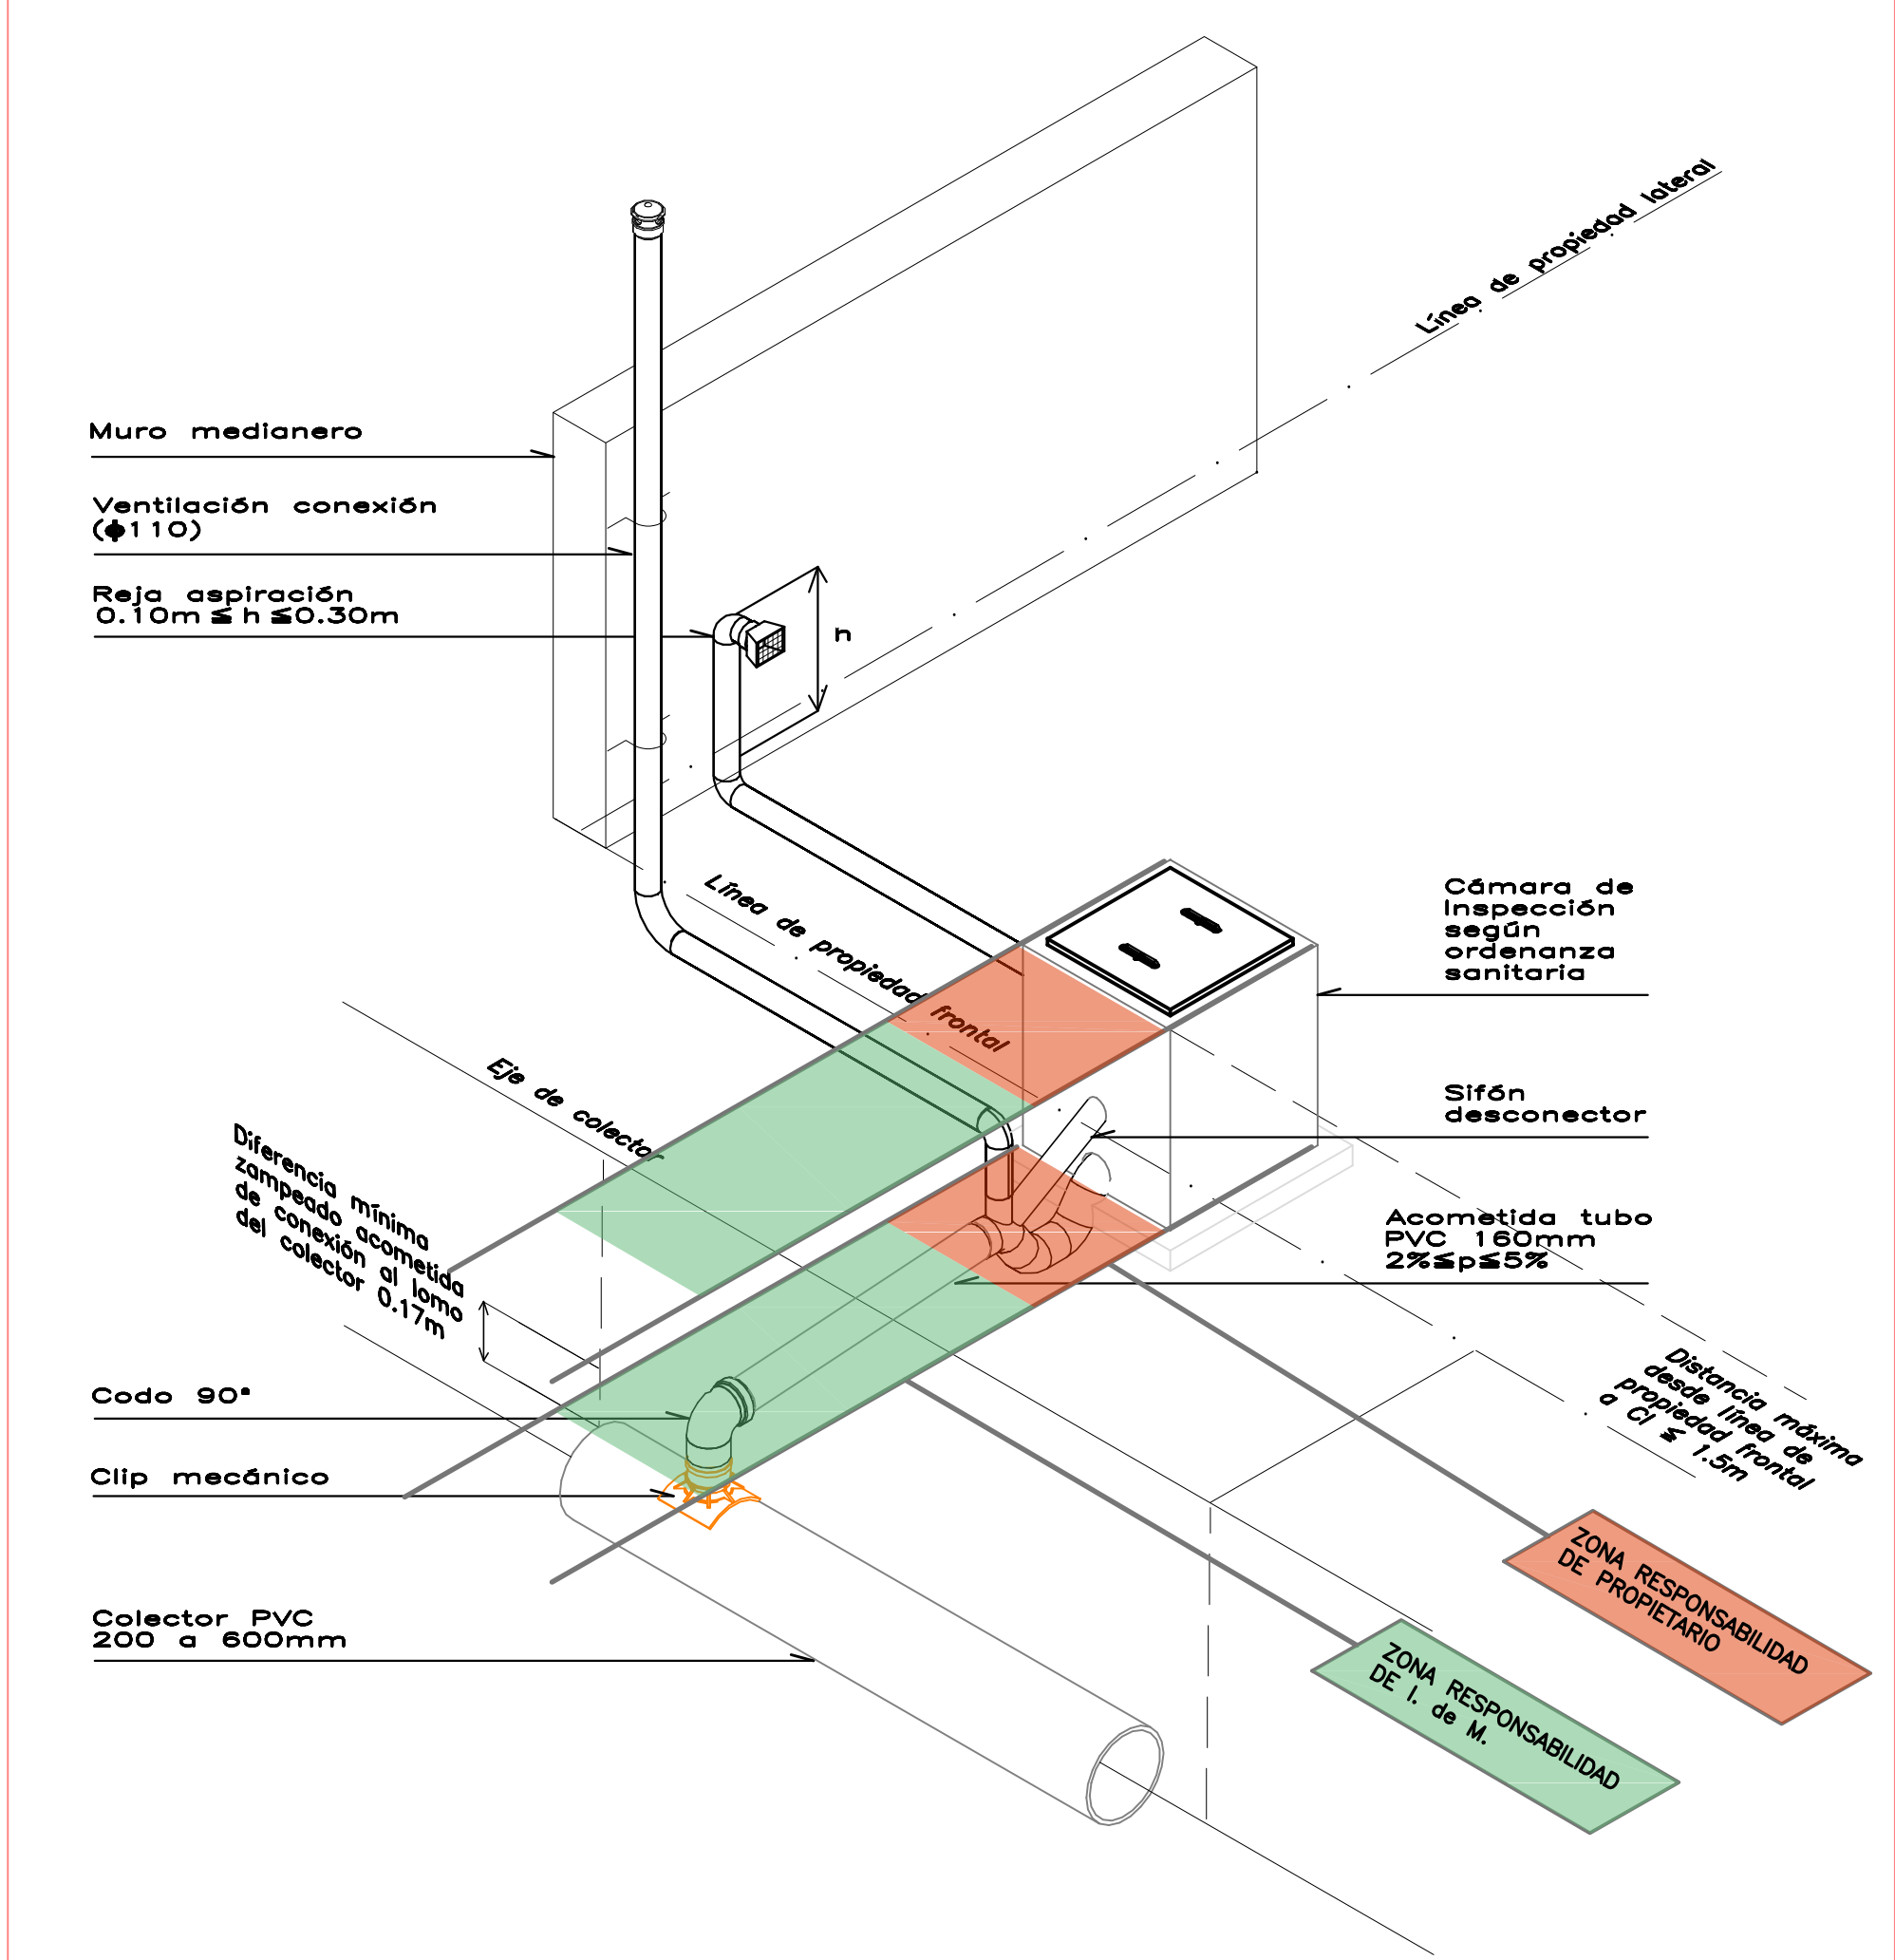 Línea de propiedad lateral
Muro medianero
Ventilación conexión
(ϕ110)
Reja aspiración
0.10m ≤ h ≤0.30m
h
Línea de propiedad frontal
Cámara de
Inspección
según
ordenanza
sanitaria
Eje de colector
Sifón
desconector
Diferencia mínima
zampeado acometida
de conexión al lomo
del colector 0.17m
Acometida tubo
PVC 160mm
2%≤p≤5%
Distancia máxima
desde línea de
propiedad frontal
a CI ≤ 1.5m
Codo 90°
Clip mecánico
ZONA RESPONSABILIDAD
DE PROPIETARIO
Colector PVC
200 a 600mm
ZONA RESPONSABILIDAD
DE I. de M.